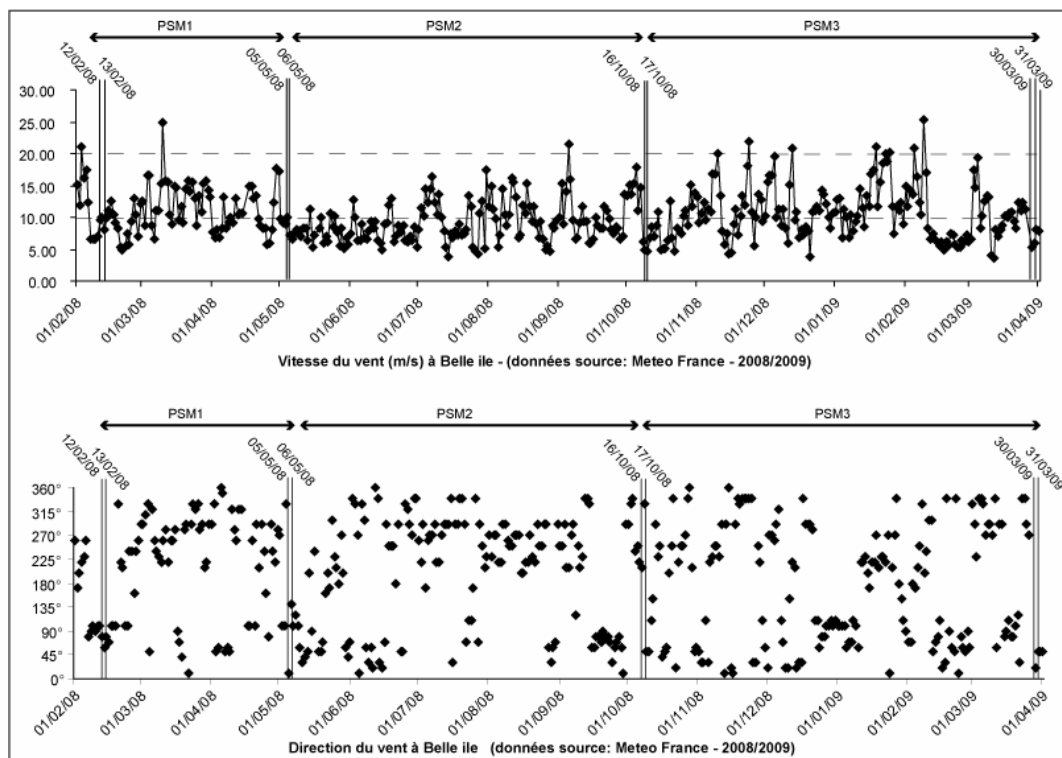 PSM1 PSM2 PSM3
12/02/08 13/02/08 05/05/08 06/05/08 16/10/08 17/10/08 30/03/09 31/03/09
30.00
25.00
20.00
15.00
10.00
5.00
0.00
01/02/08 01/03/08 01/04/08 01/05/08 01/06/08 01/07/08 01/08/08 01/09/08 01/10/08 01/11/08 01/12/08 01/01/09 01/02/09 01/03/09 01/04/09
Vitesse du vent (m/s) à Belle ile - (données source: Meteo France - 2008/2009)
PSM1 PSM2 PSM3
12/02/08 13/02/08 05/05/08 06/05/08 16/10/08 17/10/08 30/03/09 31/03/09
360°
315°
270°
225°
180°
135°
90°
45°
0°
01/02/08 01/03/08 01/04/08 01/05/08 01/06/08 01/07/08 01/08/08 01/09/08 01/10/08 01/11/08 01/12/08 01/01/09 01/02/09 01/03/09 01/04/09
Direction du vent à Belle ile (données source: Meteo France - 2008/2009)